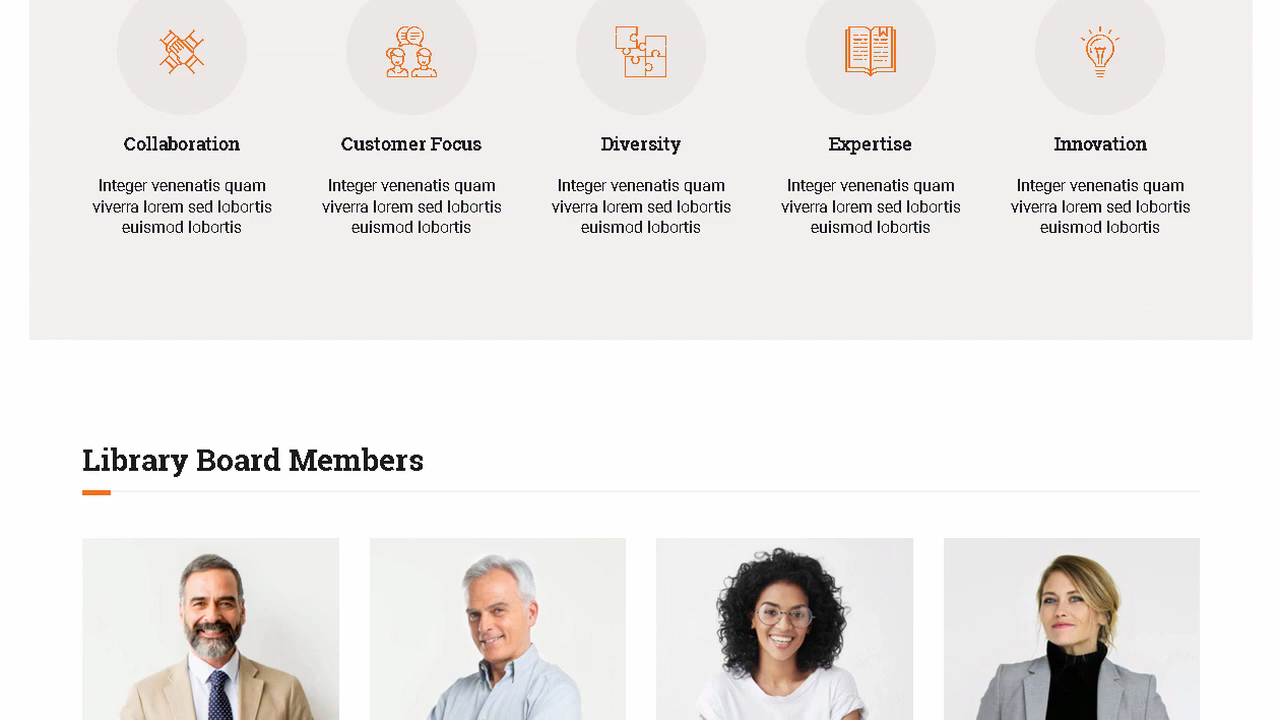 Collaboration
Integer venenatis quam
viverra lorem sed lobortis
euismod lobortis
Customer Focus
Integer venenatis quam
viverra lorem sed lobortis
euismod lobortis
Diversity
Integer venenatis quam
viverra lorem sed lobortis
euismod lobortis
Expertise
Integer venenatis quam
viverra lorem sed lobortis
euismod lobortis
Innovation
Integer venenatis quam
viverra lorem sed lobortis
euismod lobortis
Library Board Members